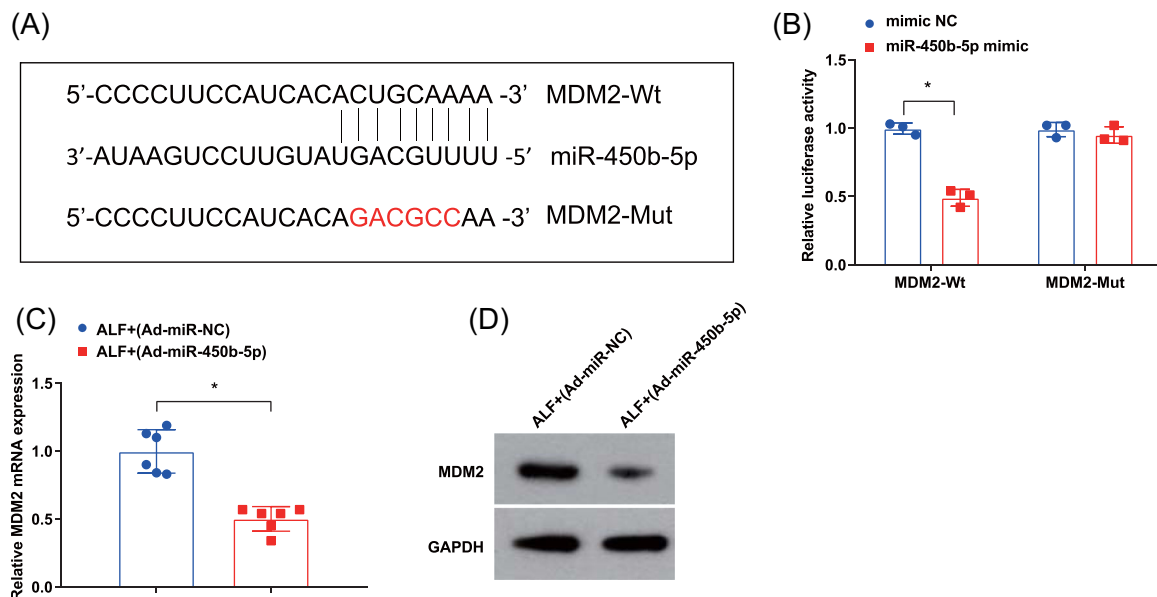 (A)
5'-CCCCUUCCAUCACACUGCAAAA -3' MDM2-Wt
3'-AUAAGUCCUUGUAUGACGUUUU -5' miR-450b-5p
5'-CCCCUUCCAUCACAGACGCCAA -3' MDM2-Mut
(B)
mimic NC
miR-450b-5p mimic
Relative luciferase activity
1.5
*
1.0
0.5
0.0
MDM2-Wt MDM2-Mut
(C)
ALF+(Ad-miR-NC)
ALF+(Ad-miR-450b-5p)
Relative MDM2 mRNA expression
1.5
*
1.0
0.5
0.0
(D)
ALF+(Ad-miR-NC)
ALF+(Ad-miR-450b-5p)
MDM2
GAPDH